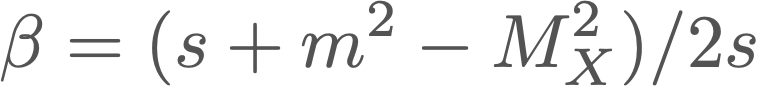 β = (s + m² − M_X²)/2s